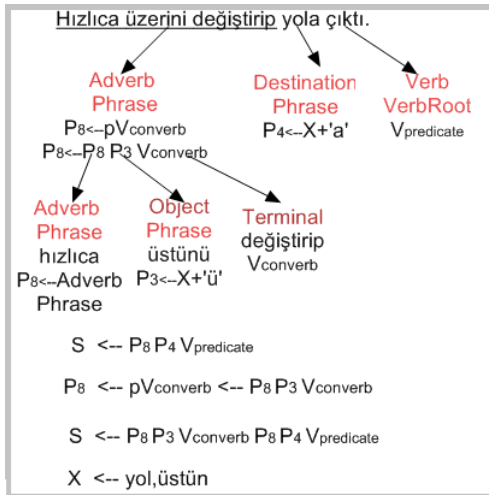 Hızlıca üzerini değiştirip yola çıktı.
Adverb Phrase
P8<--pVconverb
P8<--P8 P3 Vconverb
Destination Phrase
P4<--X+'a'
Verb
VerbRoot
Vpredicate
Adverb Phrase
hızlıca
P8<--Adverb Phrase
Object Phrase
üstünü
P3<--X+'ü'
Terminal
değiştirip
Vconverb
S <-- P8 P4 Vpredicate
P8 <-- pVconverb <-- P8 P3 Vconverb
S <-- P8 P3 Vconverb P8 P4 Vpredicate
X <-- yol,üstün